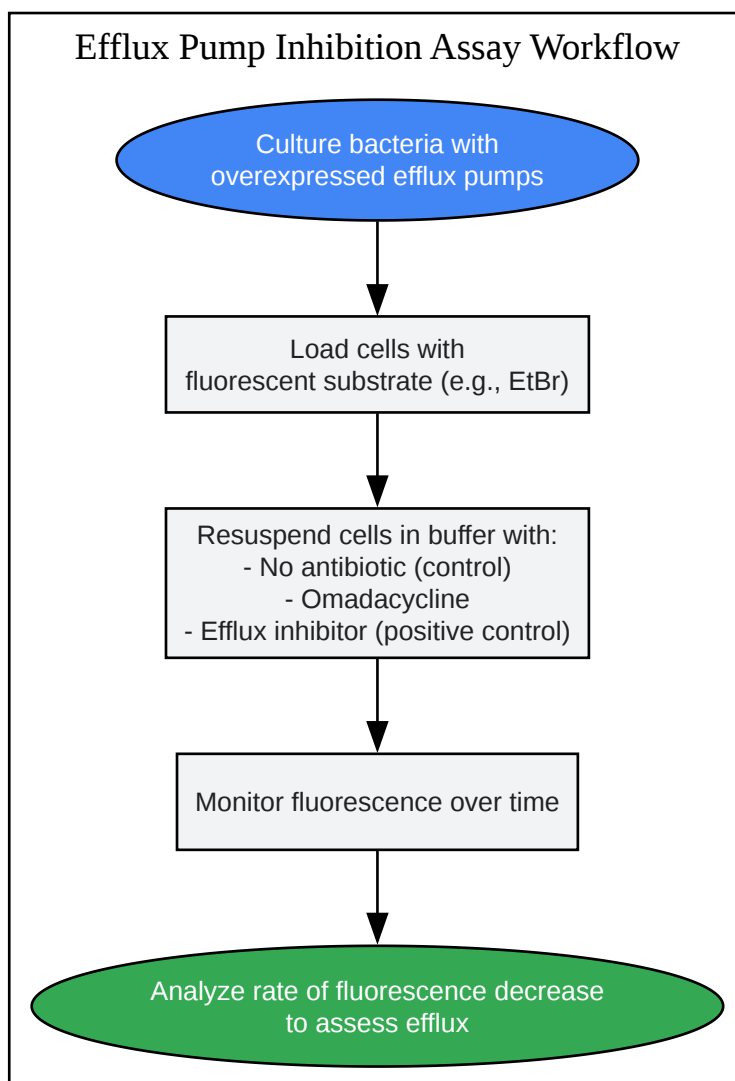 Efflux Pump Inhibition Assay Workflow
Culture bacteria with
overexpressed efflux pumps
Load cells with
fluorescent substrate (e.g., EtBr)
Resuspend cells in buffer with:
- No antibiotic (control)
- Omadacycline
- Efflux inhibitor (positive control)
Monitor fluorescence over time
Analyze rate of fluorescence decrease
to assess efflux